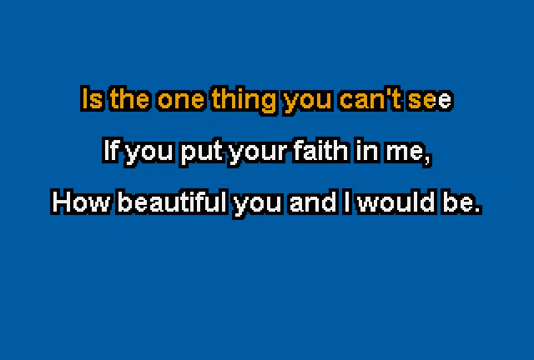 Is the one thing you can't see
If you put your faith in me,
How beautiful you and I would be.